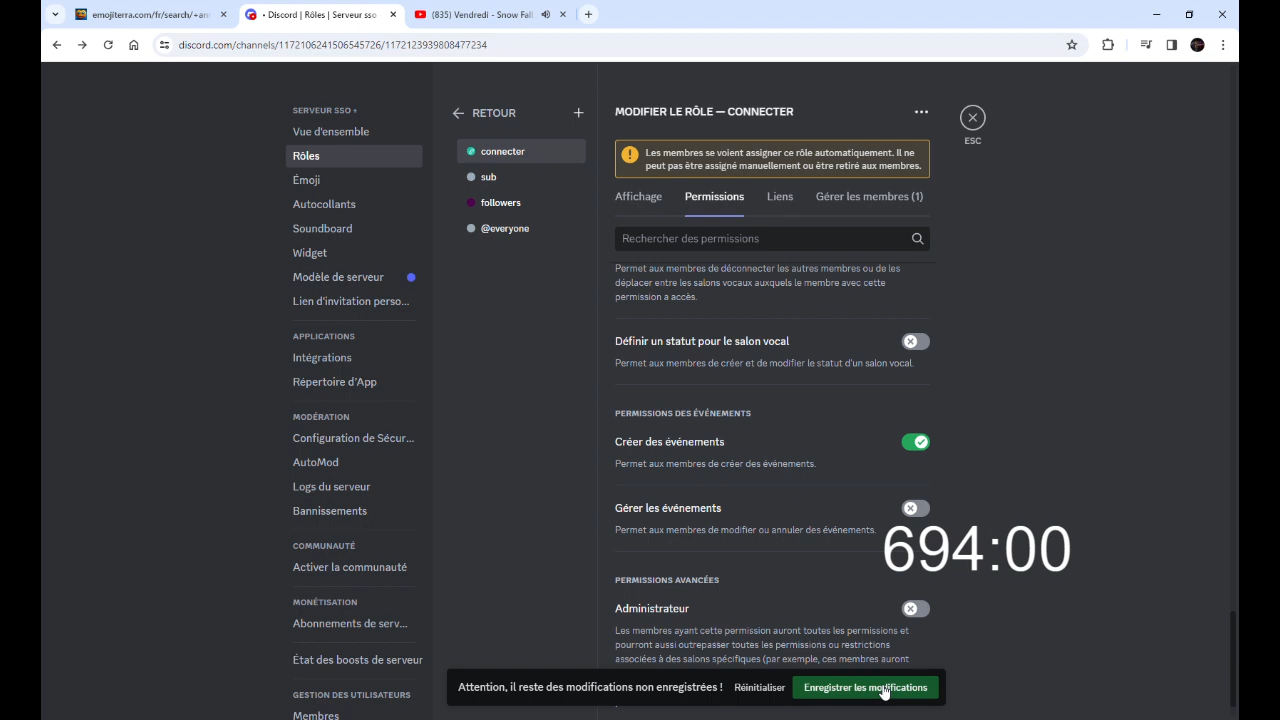 emojiterra.com/fr/search/+an
• Discord | Rôles | Serveur sso
(835) Vendredi - Snow Fall
discord.com/channels/1172106241506545726/1172123939808477234
SERVEUR SSO +
Vue d'ensemble
Rôles
Émoji
Autocollants
Soundboard
Widget
Modèle de serveur
Lien d'invitation perso...
APPLICATIONS
Intégrations
Répertoire d'App
MODÉRATION
Configuration de Sécur...
AutoMod
Logs du serveur
Bannissements
COMMUNAUTÉ
Activer la communauté
MONÉTISATION
Abonnements de serv...
État des boosts de serveur
GESTION DES UTILISATEURS
Membres
RETOUR
connecter
sub
followers
@everyone
MODIFIER LE RÔLE — CONNECTER
ESC
Les membres se voient assigner ce rôle automatiquement. Il ne
peut pas être assigné manuellement ou être retiré aux membres.
Affichage Permissions Liens Gérer les membres (1)
Rechercher des permissions
Permet aux membres de déconnecter les autres membres ou de les
déplacer entre les salons vocaux auxquels le membre avec cette
permission a accès.
Définir un statut pour le salon vocal
Permet aux membres de créer et de modifier le statut d'un salon vocal.
PERMISSIONS DES ÉVÉNEMENTS
Créer des événements
Permet aux membres de créer des événements.
Gérer les événements
Permet aux membres de modifier ou annuler des événements.
694:00
PERMISSIONS AVANCÉES
Administrateur
Les membres ayant cette permission auront toutes les permissions et
pourront aussi outrepasser toutes les permissions ou restrictions
associées à des salons spécifiques (par exemple, ces membres auront
Attention, il reste des modifications non enregistrées ! Réinitialiser Enregistrer les modifications